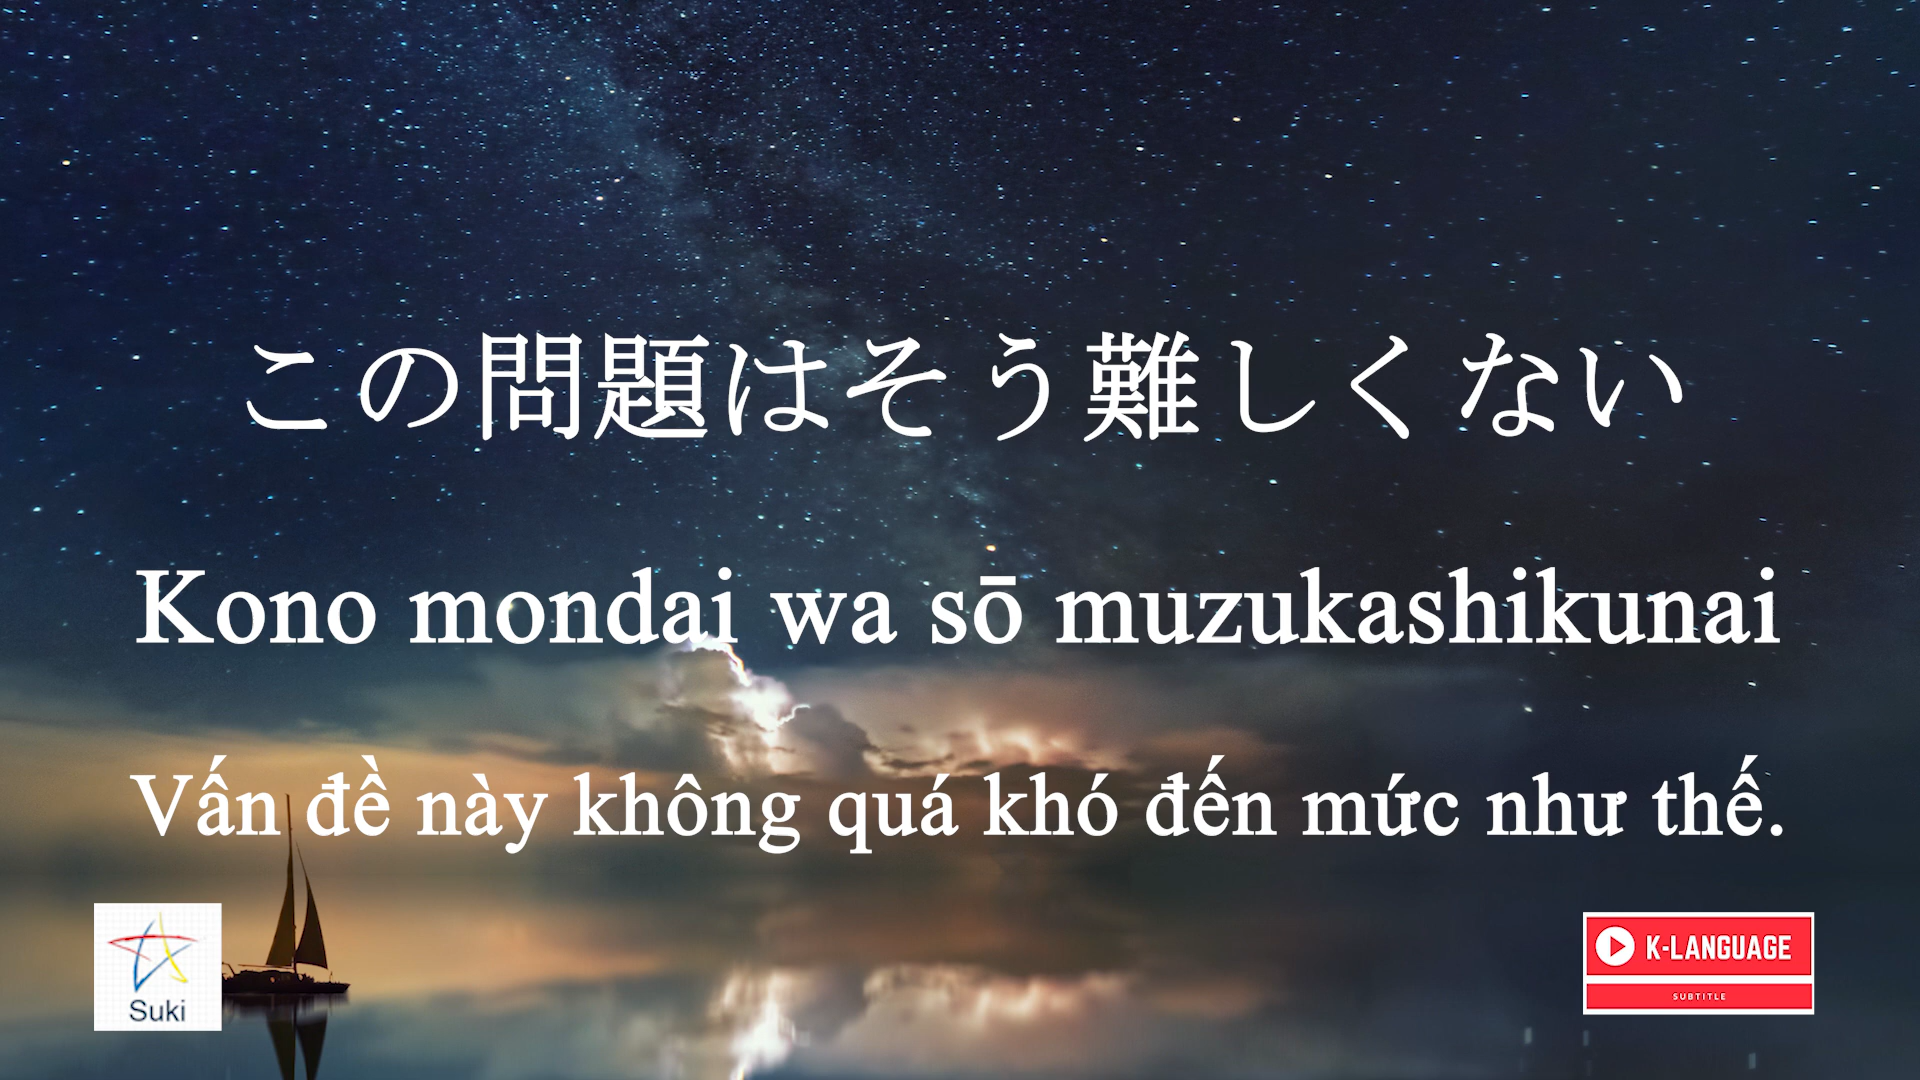 この問題はそう難しくない
Kono mondai wa sō muzukashikunai
Vấn đề này không quá khó đến mức như thế.
Suki
K-LANGUAGE
SUBTITLE